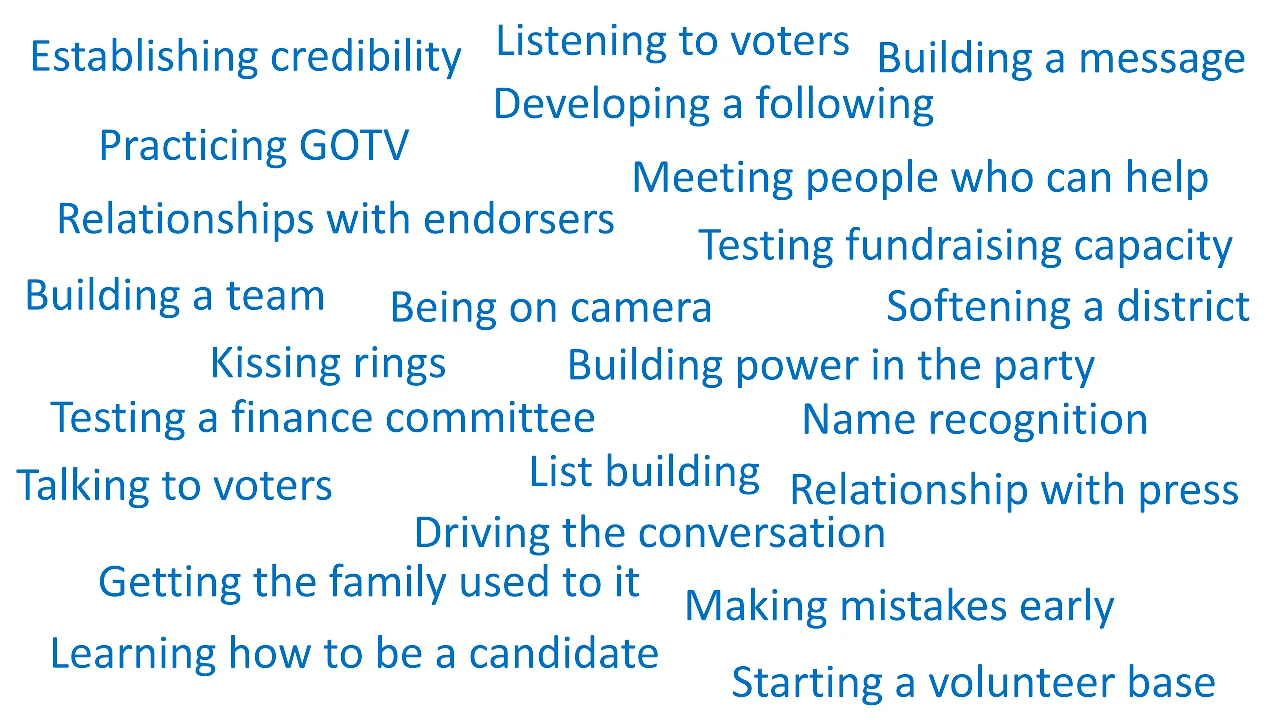 Establishing credibility
Listening to voters
Building a message
Developing a following
Practicing GOTV
Meeting people who can help
Relationships with endorsers
Testing fundraising capacity
Building a team
Being on camera
Softening a district
Kissing rings
Building power in the party
Testing a finance committee
Name recognition
Talking to voters
List building
Relationship with press
Driving the conversation
Getting the family used to it
Making mistakes early
Learning how to be a candidate
Starting a volunteer base